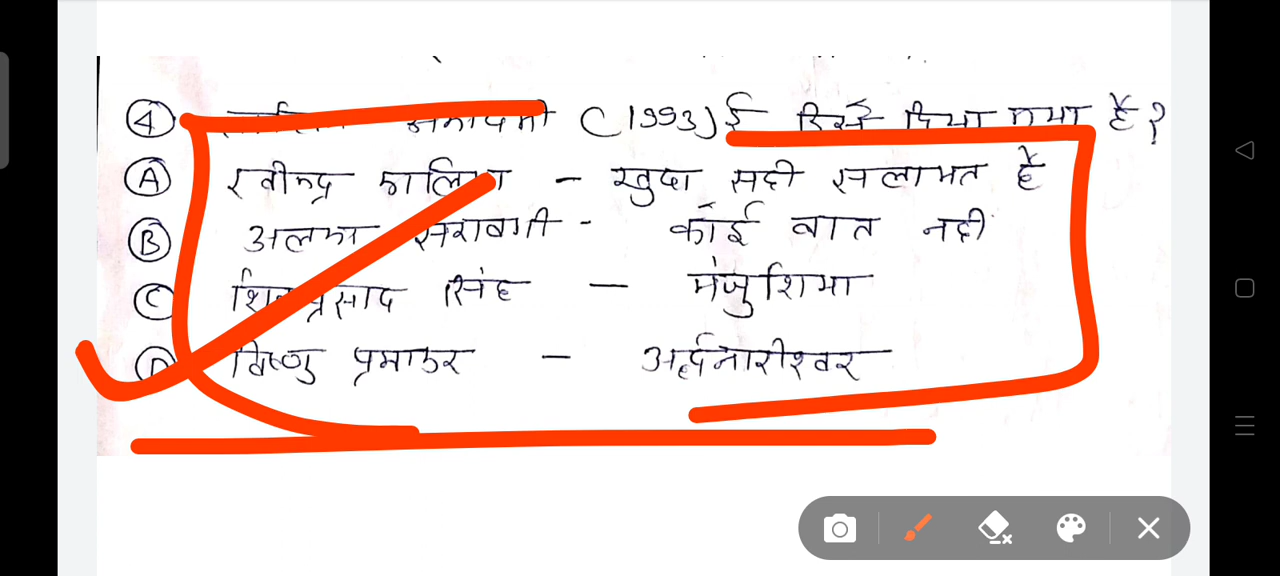 ④ अकादमी (1993) ई किसे दिया गया है?
Ⓐ रवीन्द्र कालिया - खुदा सही सलामत है
Ⓑ अलका सरावगी - कोई बात नही
Ⓒ शिवप्रसाद सिंह - मंजुशिमा
Ⓓ विष्णु प्रभाकर - अर्द्धनारीश्वर